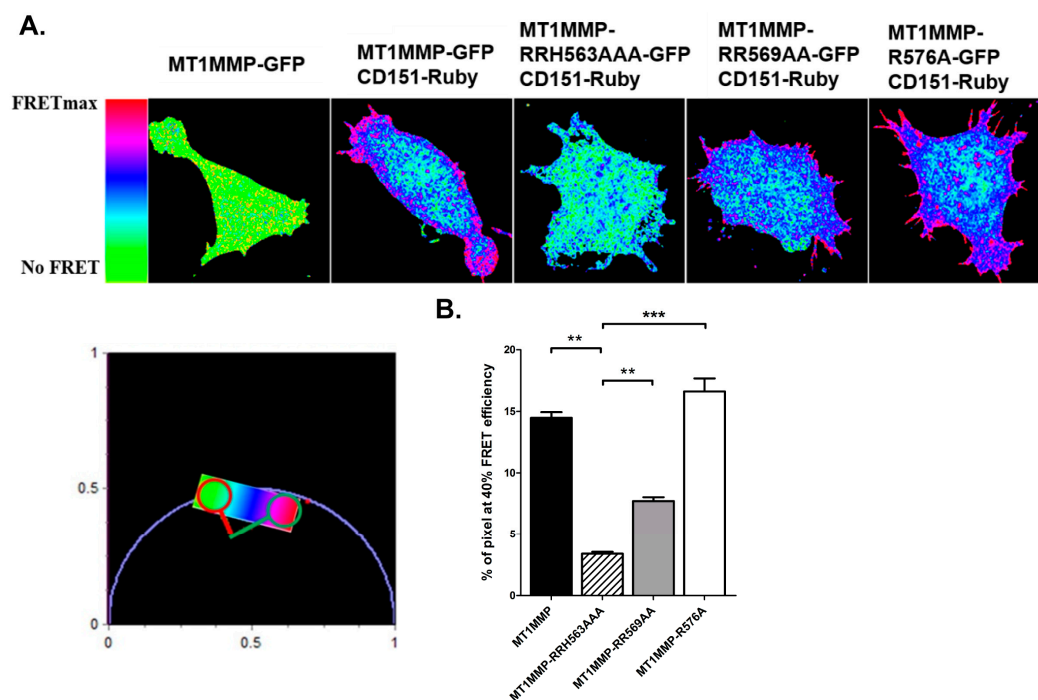 A.
MT1MMP-GFP
MT1MMP-GFP
CD151-Ruby
MT1MMP-
RRH563AAA-GFP
CD151-Ruby
MT1MMP-
RR569AA-GFP
CD151-Ruby
MT1MMP-
R576A-GFP
CD151-Ruby
FRETmax
No FRET
1
0.5
0
0
0.5
1
B.
***
**
**
20
15
10
5
0
% of pixel at 40% FRET efficiency
MT1MMP
MT1MMP-RRH563AAA
MT1MMP-RR569AA
MT1MMP-R576A